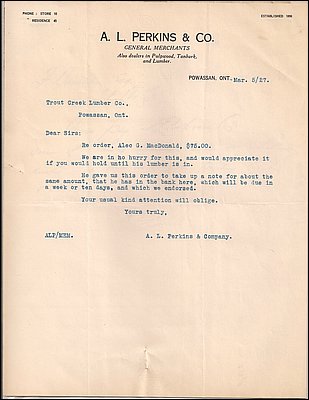 PHONE: STORE 15
RESIDENCE 45
ESTABLISHED 1898
A. L. PERKINS & CO.
GENERAL MERCHANTS
Also dealers in Pulpwood, Tanbark,
and Lumber.
POWASSAN, ONT. Mar. 5/27.
Trout Creek Lumber Co.,
Powassan, Ont.
Dear Sirs:
Re order, Alec G. MacDonald, $75.00.
We are in no hurry for this, and would appreciate it
if you would hold until his lumber is in.
He gave us this order to take up a note for about the
same amount, that he has in the bank here, which will be due in
a week or ten days, and which we endorsed.
Your usual kind attention will oblige.
Yours truly,
ALP/MEM.
A. L. Perkins & Company.